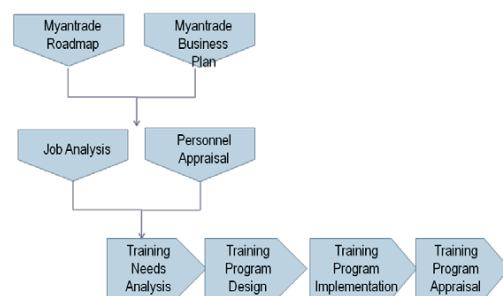 Myantrade
Roadmap
Myantrade
Business
Plan
Job Analysis
Personnel
Appraisal
Training
Needs
Analysis
Training
Program
Design
Training
Program
Implementation
Training
Program
Appraisal